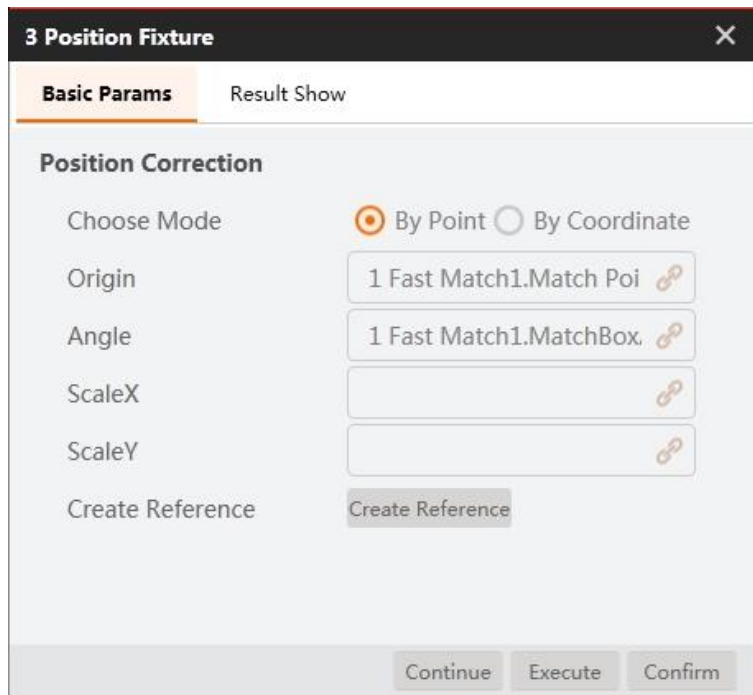 3 Position Fixture
Basic Params Result Show
Position Correction
Choose Mode By Point By Coordinate
Origin 1 Fast Match1.Match Poi
Angle 1 Fast Match1.MatchBox.
ScaleX
ScaleY
Create Reference Create Reference
Continue Execute Confirm